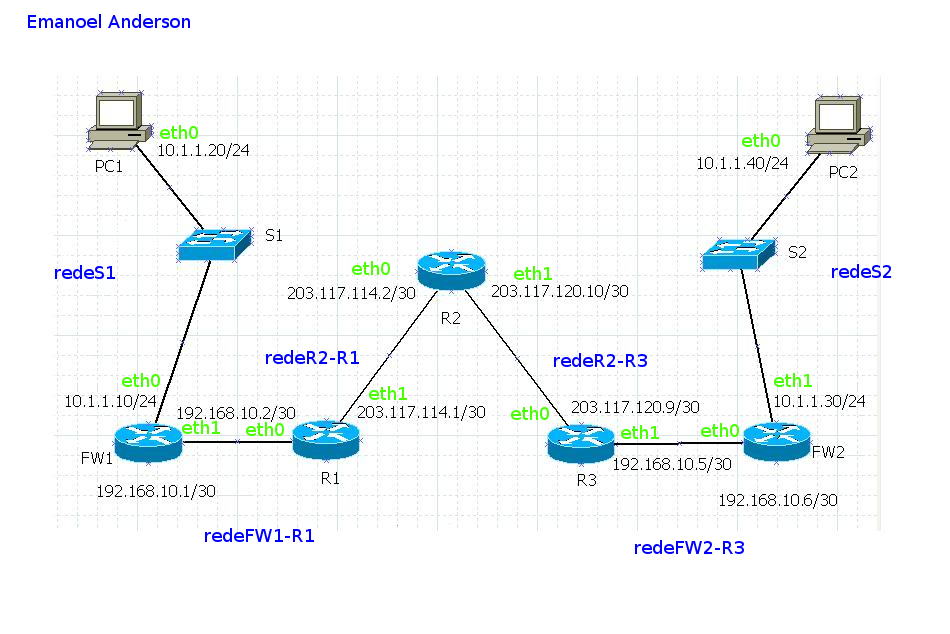 Emanoel Anderson
eth0
10.1.1.20/24
PC1
eth0
10.1.1.40/24
PC2
S1
S2
redeS1
redeS2
eth0
203.117.114.2/30
eth1
203.117.120.10/30
R2
redeR2-R1
redeR2-R3
eth0
10.1.1.10/24
192.168.10.2/30
eth1
eth0
eth1
203.117.114.1/30
eth0
203.117.120.9/30
eth1
eth0
eth1
10.1.1.30/24
FW1
R1
R3
192.168.10.5/30
FW2
192.168.10.1/30
192.168.10.6/30
redeFW1-R1
redeFW2-R3